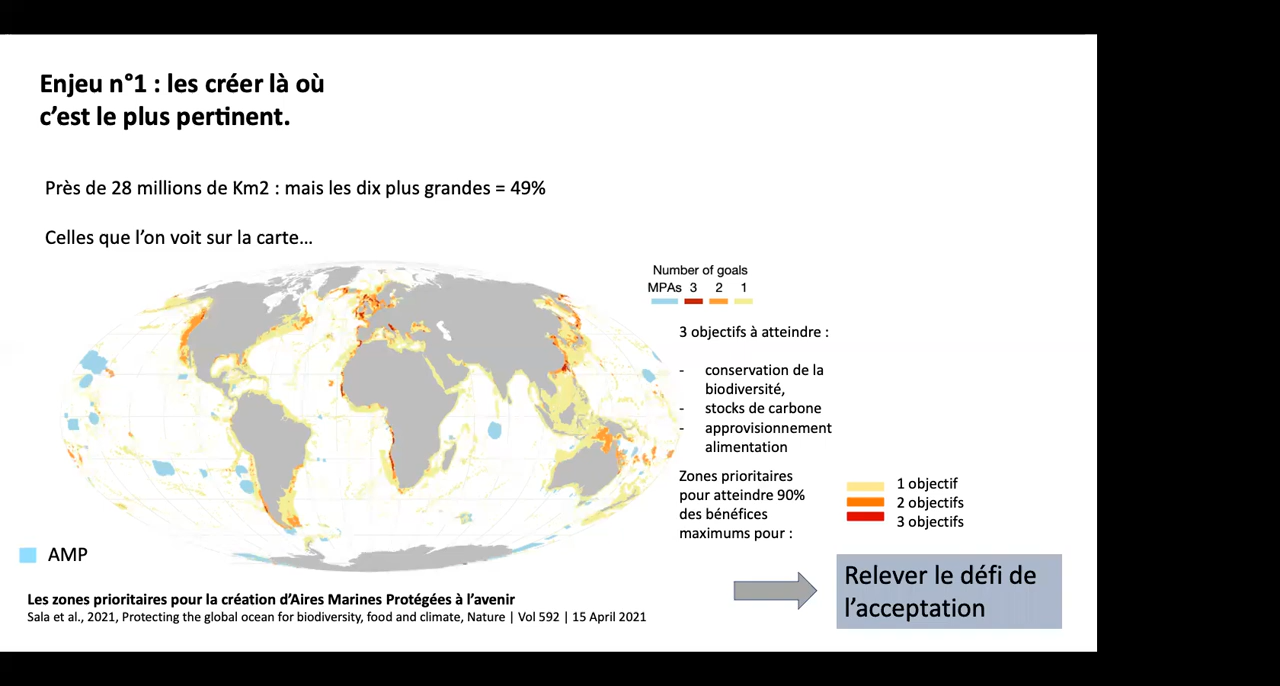 Enjeu n°1 : les créer là où
c’est le plus pertinent.
Près de 28 millions de Km2 : mais les dix plus grandes = 49%
Celles que l’on voit sur la carte…
Number of goals
MPAs 3 2 1
3 objectifs à atteindre :
- conservation de la
biodiversité,
- stocks de carbone
- approvisionnement
alimentation
Zones prioritaires
pour atteindre 90%
des bénéfices
maximums pour :
1 objectif
2 objectifs
3 objectifs
AMP
Relever le défi de
l’acceptation
Les zones prioritaires pour la création d’Aires Marines Protégées à l’avenir
Sala et al., 2021, Protecting the global ocean for biodiversity, food and climate, Nature | Vol 592 | 15 April 2021